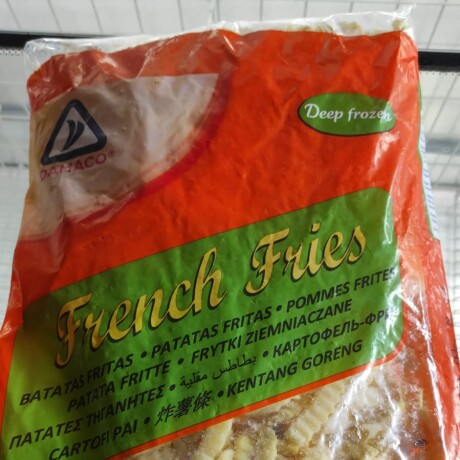 DAMACO®
Deep frozen
French Fries
BATATAS FRITAS • PATATAS FRITAS • POMMES FRITES
PATATA FRITTE • FRYTKI ZIEMNIACZANE
ΠΑΤΑΤΕΣ ΤΗΓΑΝΗΤΕΣ • بطاطس مقلية • КАРТОФЕЛЬ-ФРИ
CARTOFI PAI • 炸薯條 • KENTANG GORENG